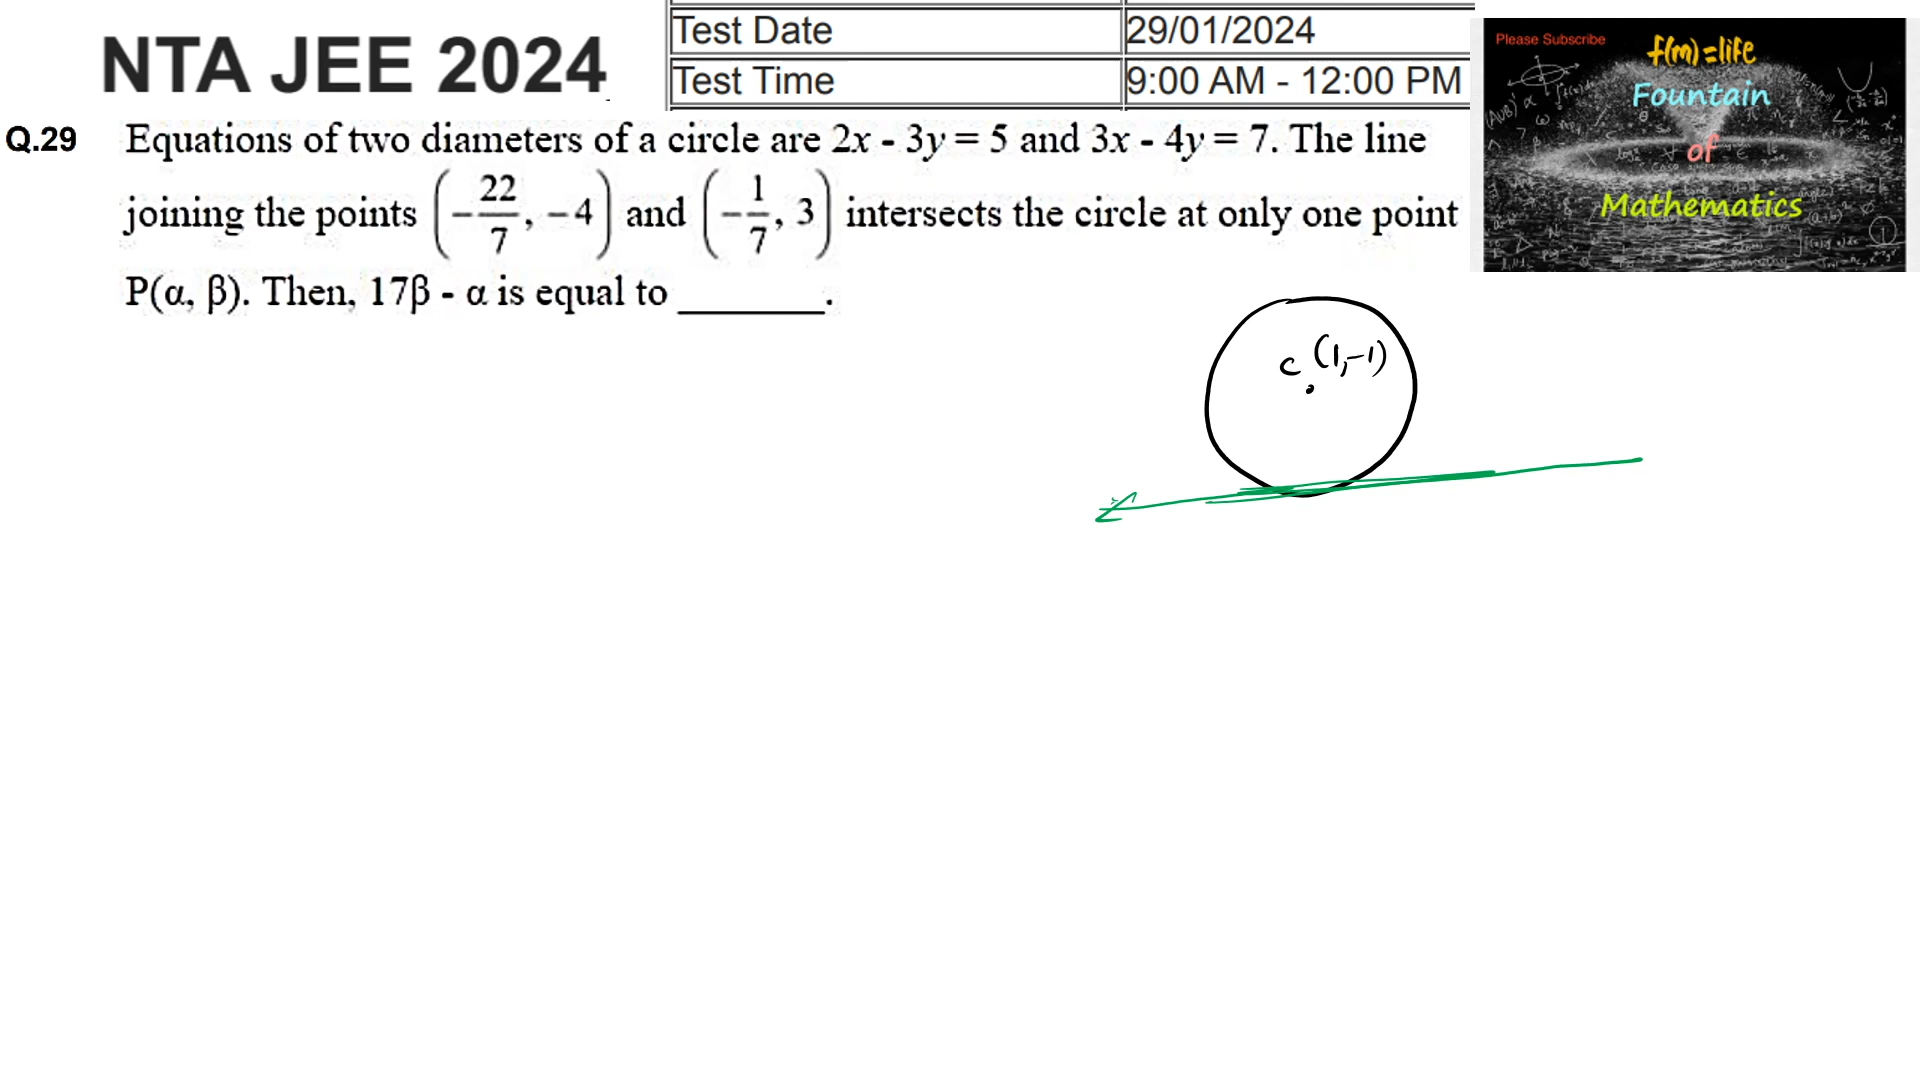 NTA JEE 2024
Test Date 29/01/2024
Test Time 9:00 AM - 12:00 PM
Please Subscribe
f(m)=life
Fountain
of
Mathematics
Q.29 Equations of two diameters of a circle are 2x - 3y = 5 and 3x - 4y = 7. The line
joining the points (-22/7, -4) and (-1/7, 3) intersects the circle at only one point
P(α, β). Then, 17β - α is equal to ________.
C (1,-1)